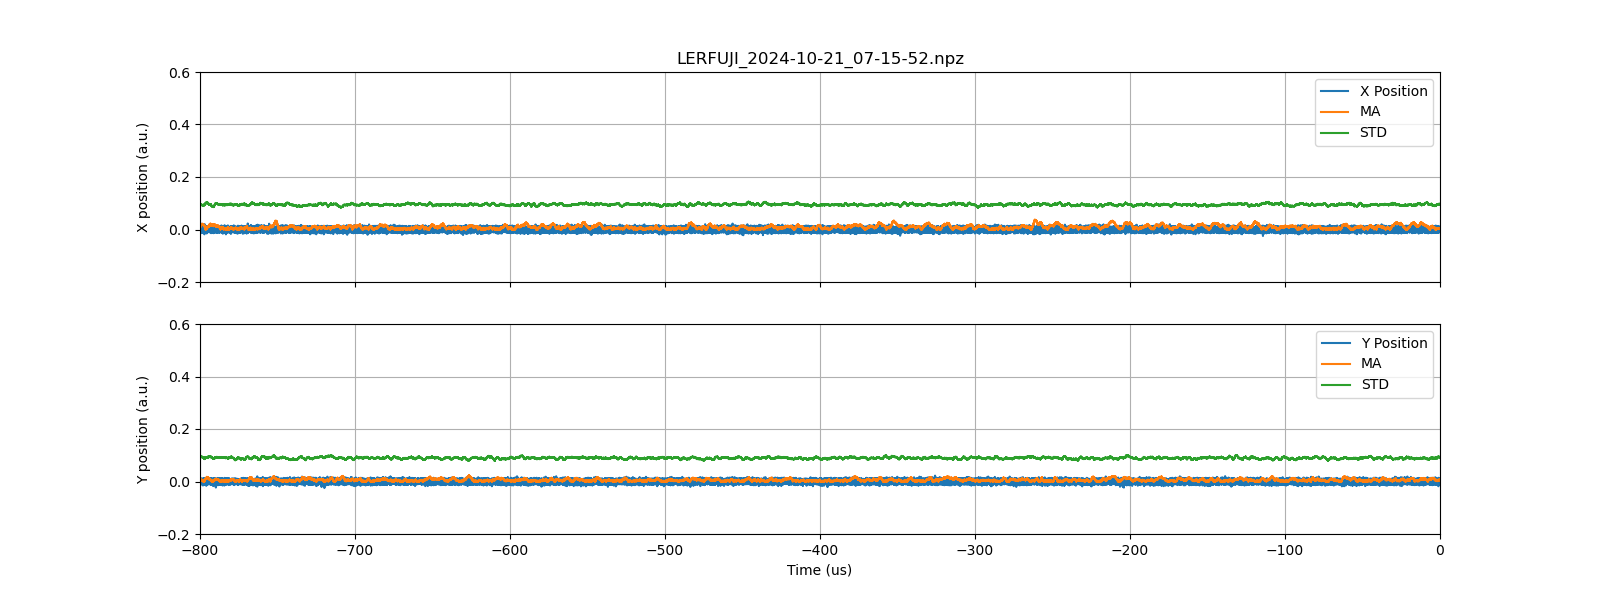 LERFUJI_2024-10-21_07-15-52.npz
0.6
0.4
0.2
0.0
−0.2
X position (a.u.)
X Position
MA
STD
0.6
0.4
0.2
0.0
−0.2
Y position (a.u.)
Y Position
MA
STD
−800 −700 −600 −500 −400 −300 −200 −100 0
Time (us)